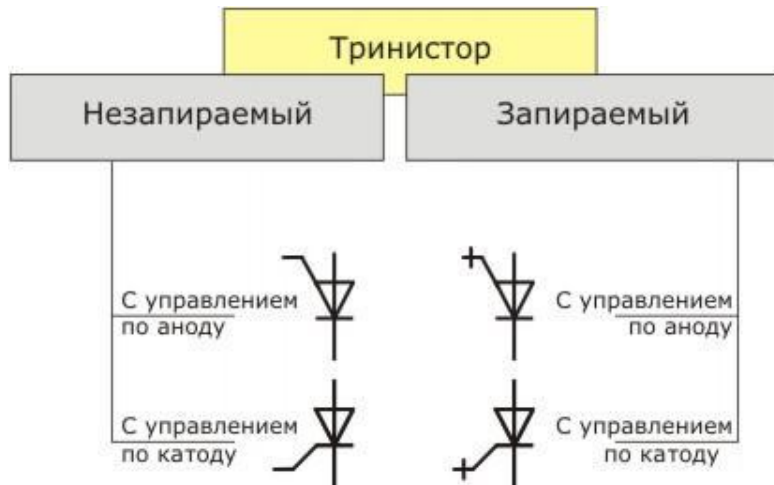 Тринистор
Незапираемый
Запираемый
С управлением
по аноду
С управлением
по аноду
С управлением
по катоду
С управлением
по катоду